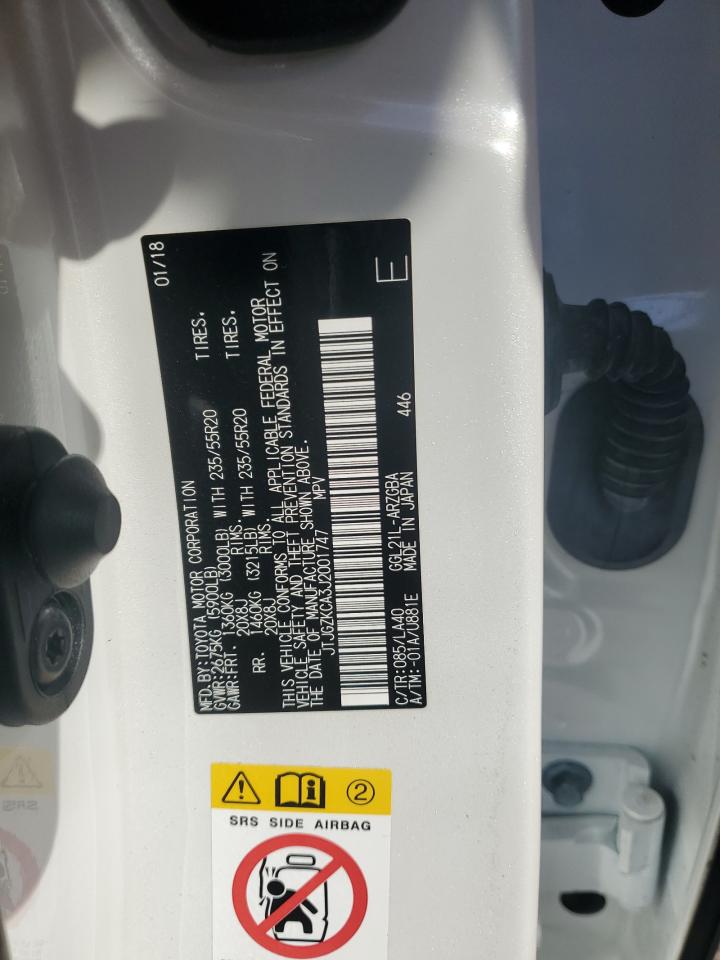 MFD. BY:TOYOTA MOTOR CORPORATION 01/18
GVWR:2675KG (5900LB)
GAWR:FRT. 1360KG (3000LB) WITH 235/55R20 TIRES.
20X8J RIMS.
RR. 1460KG (3215LB) WITH 235/55R20 TIRES.
20X8J RIMS.
THIS VEHICLE CONFORMS TO ALL APPLICABLE FEDERAL MOTOR
VEHICLE SAFETY AND THEFT PREVENTION STANDARDS IN EFFECT ON
THE DATE OF MANUFACTURE SHOWN ABOVE.
JTJGZKCA3J2001747 MPV
C/TR:085/LA40 GGL21L-ARZGBA E
A/TM:-01A/U881E MADE IN JAPAN 446
2
SRS SIDE AIRBAG